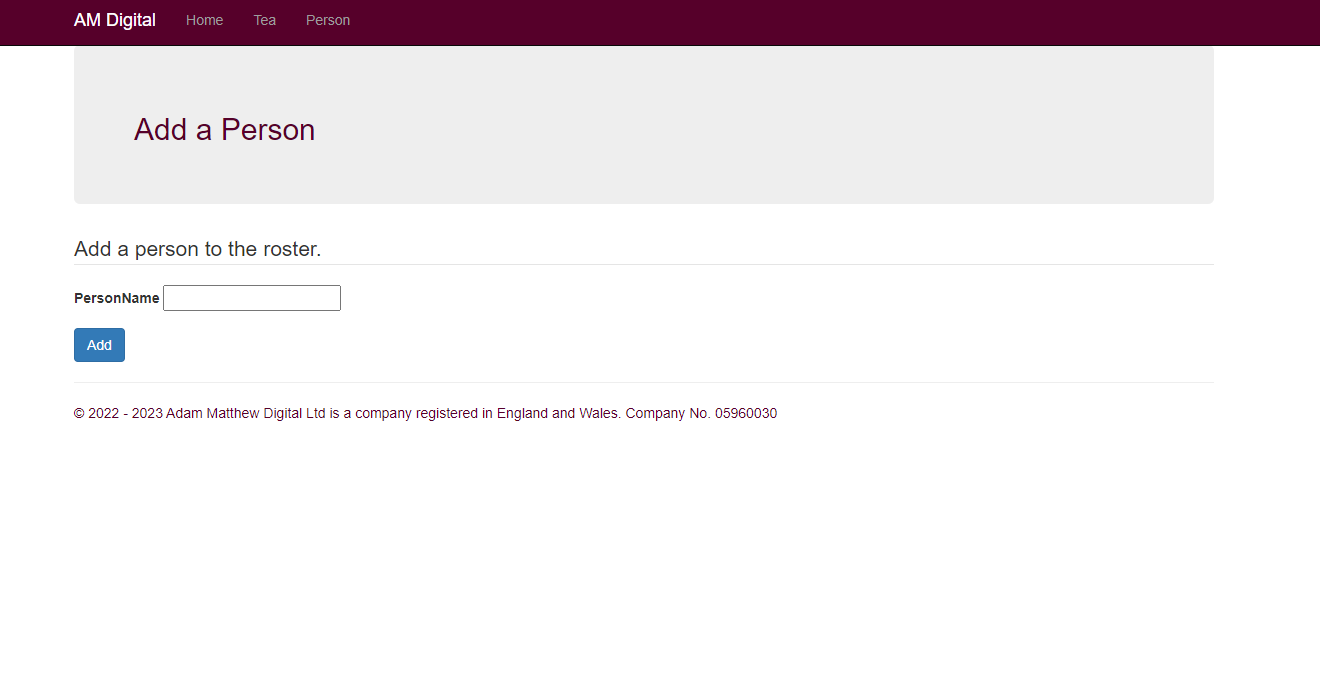 AM Digital Home Tea Person
Add a Person
Add a person to the roster.
PersonName
Add
© 2022 - 2023 Adam Matthew Digital Ltd is a company registered in England and Wales. Company No. 05960030